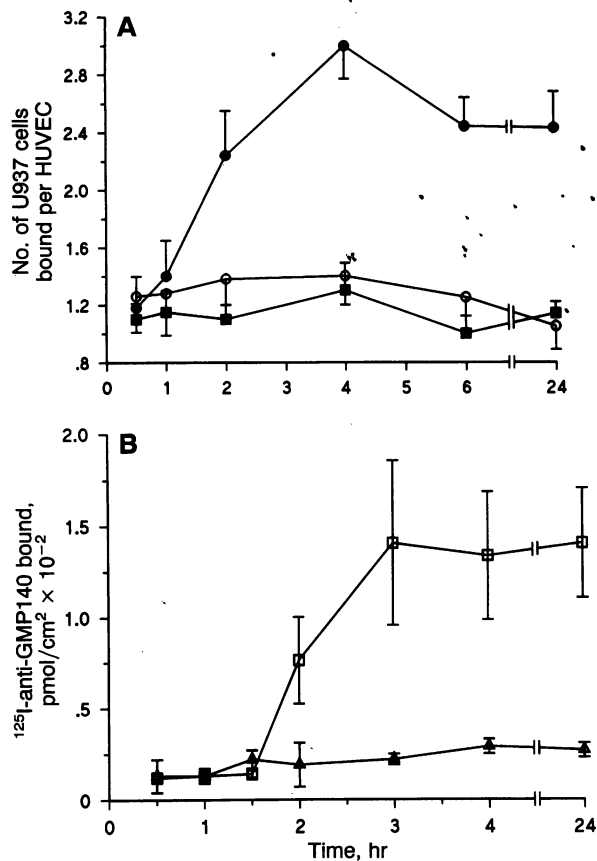 A
3.2
2.8
2.4
2.0
1.6
1.2
.8
No. of U937 cells
bound per HUVEC
0 1 2 3 4 5 6 24
B
2.0
1.5
1.0
.5
0
125I-anti-GMP140 bound,
pmol/cm2 × 10−2
0 1 2 3 4 24
Time, hr